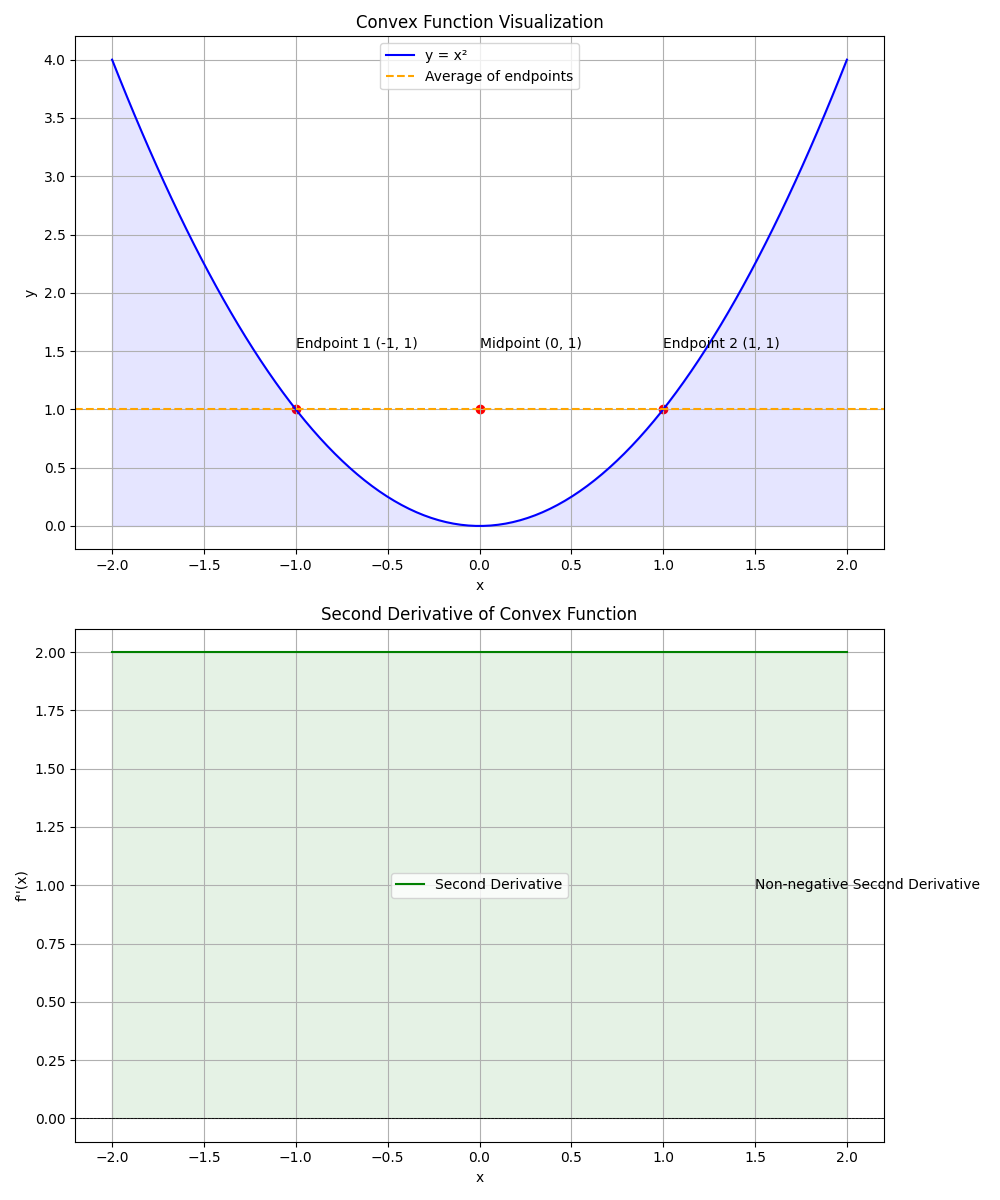 Convex Function Visualization
y = x²
Average of endpoints
4.0
3.5
3.0
2.5
2.0
1.5
1.0
0.5
0.0
y
Endpoint 1 (-1, 1)
Midpoint (0, 1)
Endpoint 2 (1, 1)
−2.0 −1.5 −1.0 −0.5 0.0 0.5 1.0 1.5 2.0
x
Second Derivative of Convex Function
2.00
1.75
1.50
1.25
1.00
0.75
0.50
0.25
0.00
f''(x)
Second Derivative
Non-negative Second Derivative
−2.0 −1.5 −1.0 −0.5 0.0 0.5 1.0 1.5 2.0
x